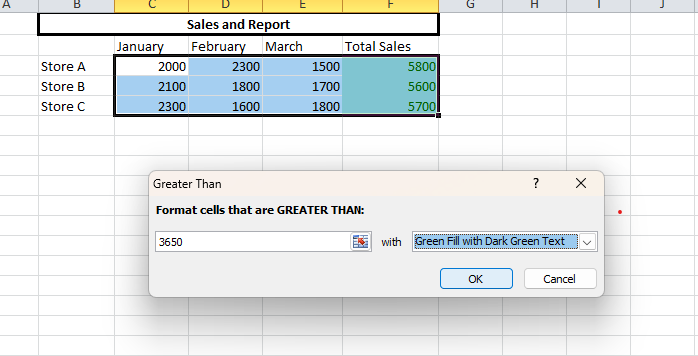 A B C D E F G H I J
Sales and Report
January February March Total Sales
Store A 2000 2300 1500 5800
Store B 2100 1800 1700 5600
Store C 2300 1600 1800 5700
Greater Than ?
Format cells that are GREATER THAN:
3650 with Green Fill with Dark Green Text
OK Cancel